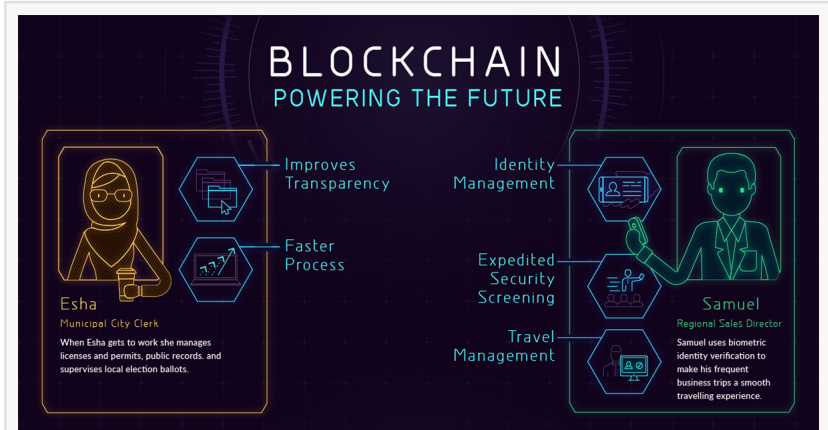 BLOCKCHAIN
POWERING THE FUTURE
Improves
Transparency
Faster
Process
Esha
Municipal City Clerk
When Esha gets to work she manages
licenses and permits, public records. and
supervises local election ballots.
Identity
Management
Expedited
Security
Screening
Travel
Management
Samuel
Regional Sales Director
Samuel uses biometric
identity verification to
make his frequent
business trips a smooth
travelling experience.